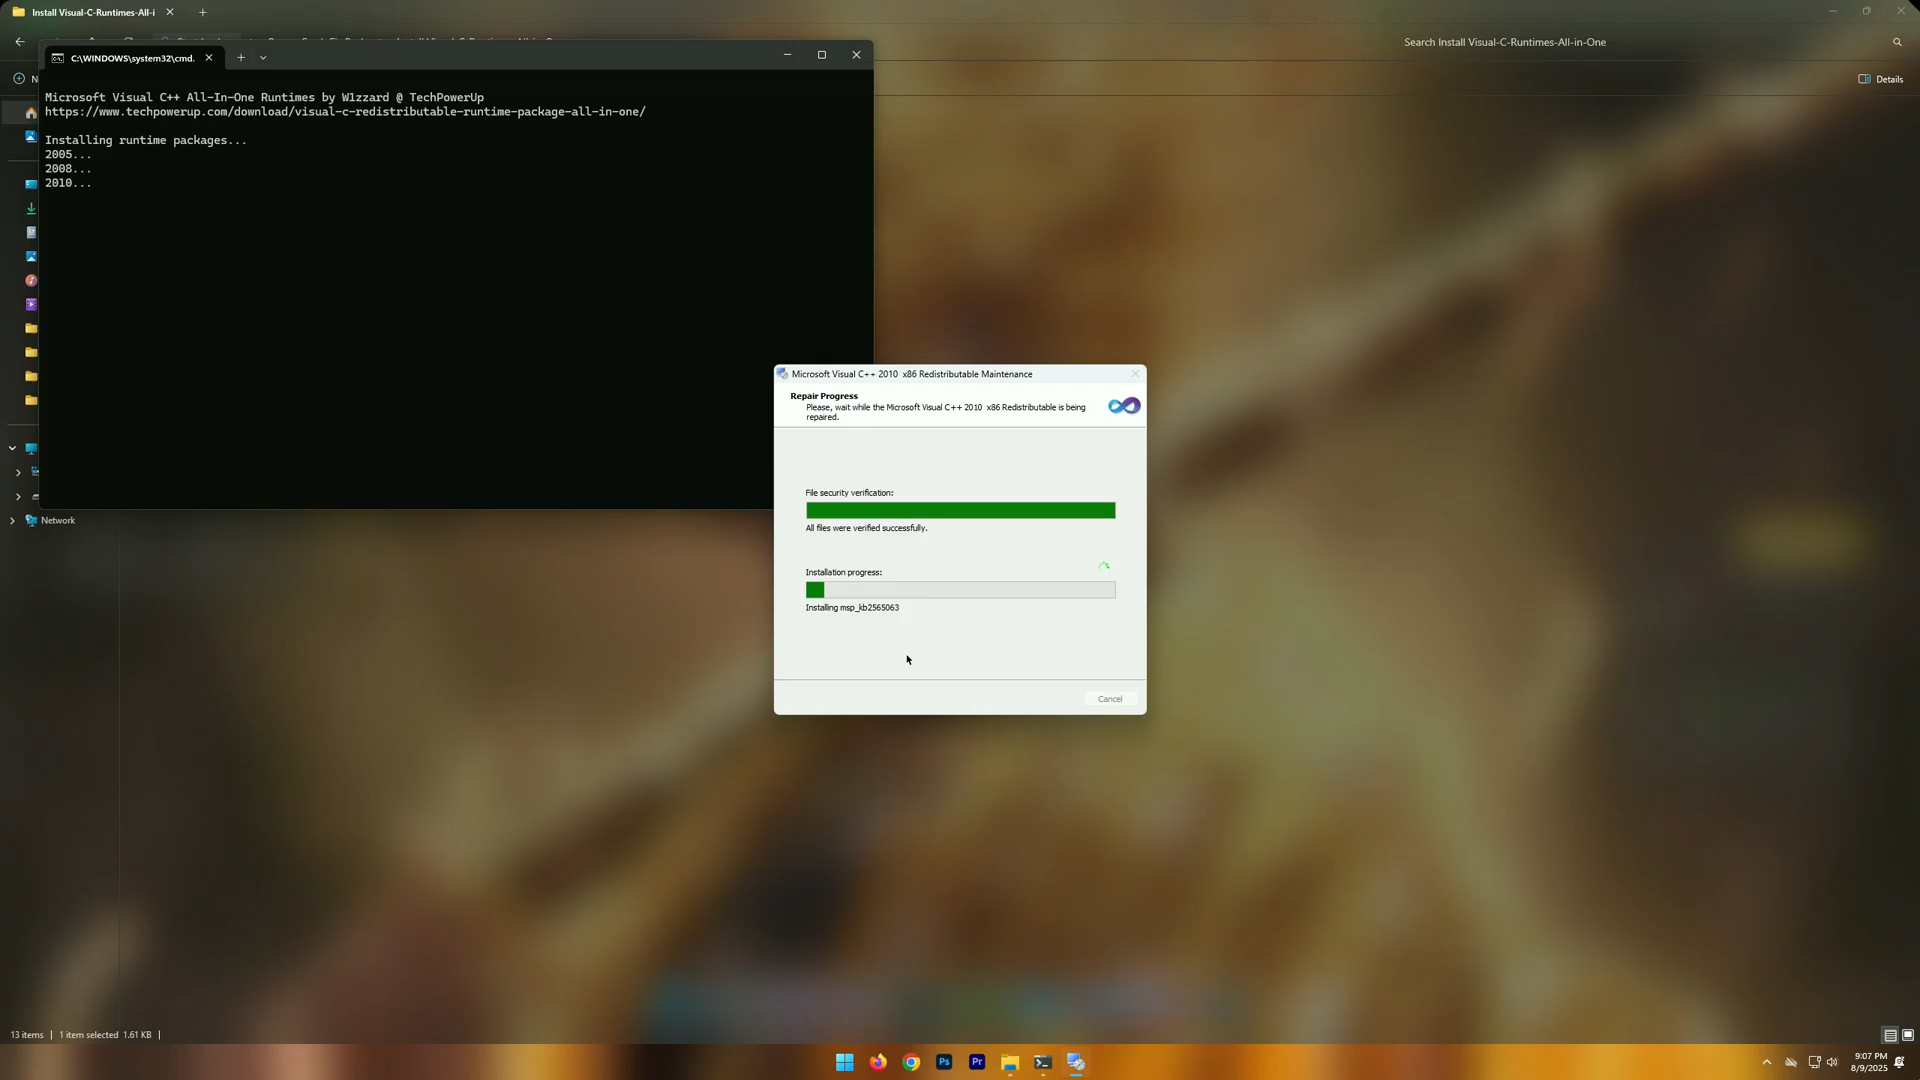 Install Visual-C-Runtimes-All-i
Search Install Visual-C-Runtimes-All-in-One
Details
C:\WINDOWS\system32\cmd.
Microsoft Visual C++ All-In-One Runtimes by W1zzard @ TechPowerUp
https://www.techpowerup.com/download/visual-c-redistributable-runtime-package-all-in-one/
Installing runtime packages...
2005...
2008...
2010...
Network
Microsoft Visual C++ 2010 x86 Redistributable Maintenance
Repair Progress
Please, wait while the Microsoft Visual C++ 2010 x86 Redistributable is being
repaired.
File security verification:
All files were verified successfully.
Installation progress:
Installing msp_kb2565063
Cancel
13 items
1 item selected 1.61 KB
Ps
Pr
9:07 PM
8/9/2025